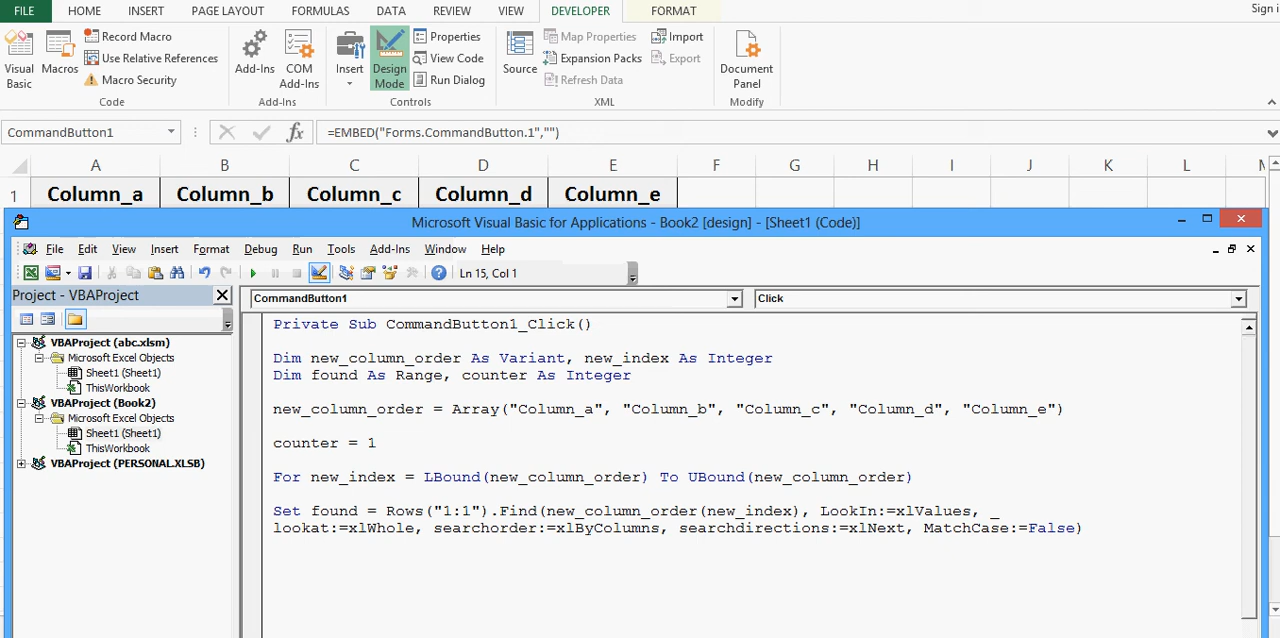 FILE HOME INSERT PAGE LAYOUT FORMULAS DATA REVIEW VIEW DEVELOPER FORMAT Sign i
Record Macro Properties Map Properties Import
Use Relative References View Code Expansion Packs Export
Macro Security Run Dialog Refresh Data
Visual Basic Macros Add-Ins COM Add-Ins Insert Design Mode Source Document Panel
Code Add-Ins Controls XML Modify
CommandButton1 fx =EMBED("Forms.CommandButton.1","")
A B C D E F G H I J K L
1 Column_a Column_b Column_c Column_d Column_e
Microsoft Visual Basic for Applications - Book2 [design] - [Sheet1 (Code)]
File Edit View Insert Format Debug Run Tools Add-Ins Window Help
Ln 15, Col 1
Project - VBAProject
CommandButton1 Click
VBAProject (abc.xlsm)
Microsoft Excel Objects
Sheet1 (Sheet1)
ThisWorkbook
VBAProject (Book2)
Microsoft Excel Objects
Sheet1 (Sheet1)
ThisWorkbook
VBAProject (PERSONAL.XLSB)
Private Sub CommandButton1_Click()
Dim new_column_order As Variant, new_index As Integer
Dim found As Range, counter As Integer
new_column_order = Array("Column_a", "Column_b", "Column_c", "Column_d", "Column_e")
counter = 1
For new_index = LBound(new_column_order) To UBound(new_column_order)
Set found = Rows("1:1").Find(new_column_order(new_index), LookIn:=xlValues, _
lookat:=xlWhole, searchorder:=xlByColumns, searchdirections:=xlNext, MatchCase:=False)